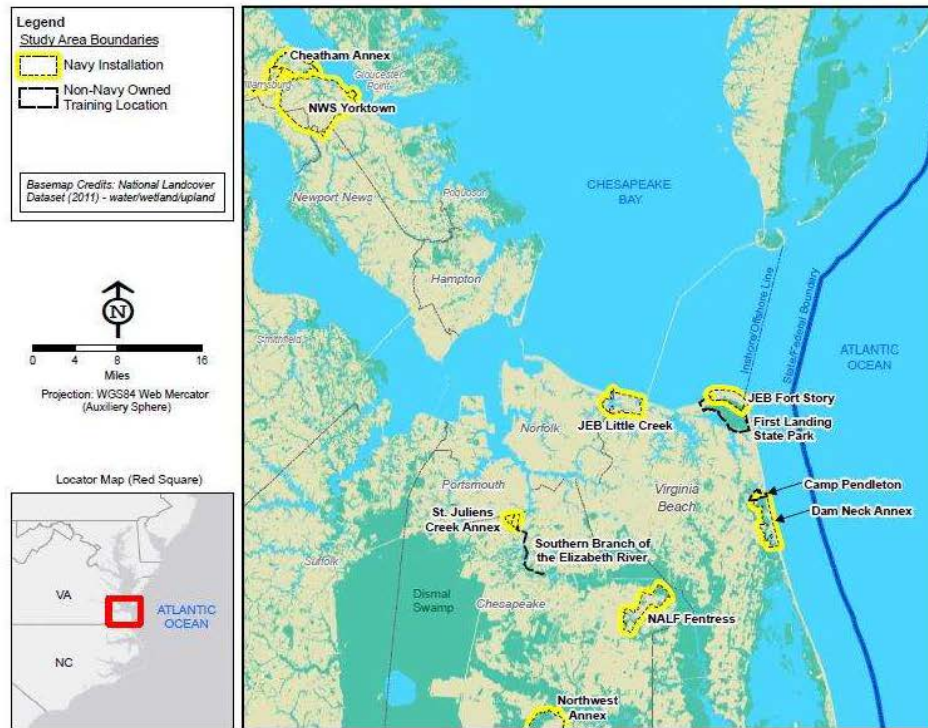 Legend
Study Area Boundaries
Navy Installation
Non-Navy Owned
Training Location
Basemap Credits: National Landcover
Dataset (2011) - water/wetland/upland
N
0 4 8 16
Miles
Projection: WGS84 Web Mercator
(Auxiliary Sphere)
Locator Map (Red Square)
VA
NC
ATLANTIC
OCEAN
Cheatham Annex
Gloucester
Point
NWS Yorktown
Newport News
Poquoson
Hampton
Smithfield
CHESAPEAKE
BAY
Inshore/Offshore Line
State/Federal Boundary
ATLANTIC
OCEAN
JEB Little Creek
JEB Fort Story
First Landing
State Park
Norfolk
Portsmouth
Virginia
Beach
Camp Pendleton
Dam Neck Annex
St. Juliens
Creek Annex
Southern Branch of
the Elizabeth River
Suffolk
Dismal
Swamp
Chesapeake
NALF Fentress
Northwest
Annex